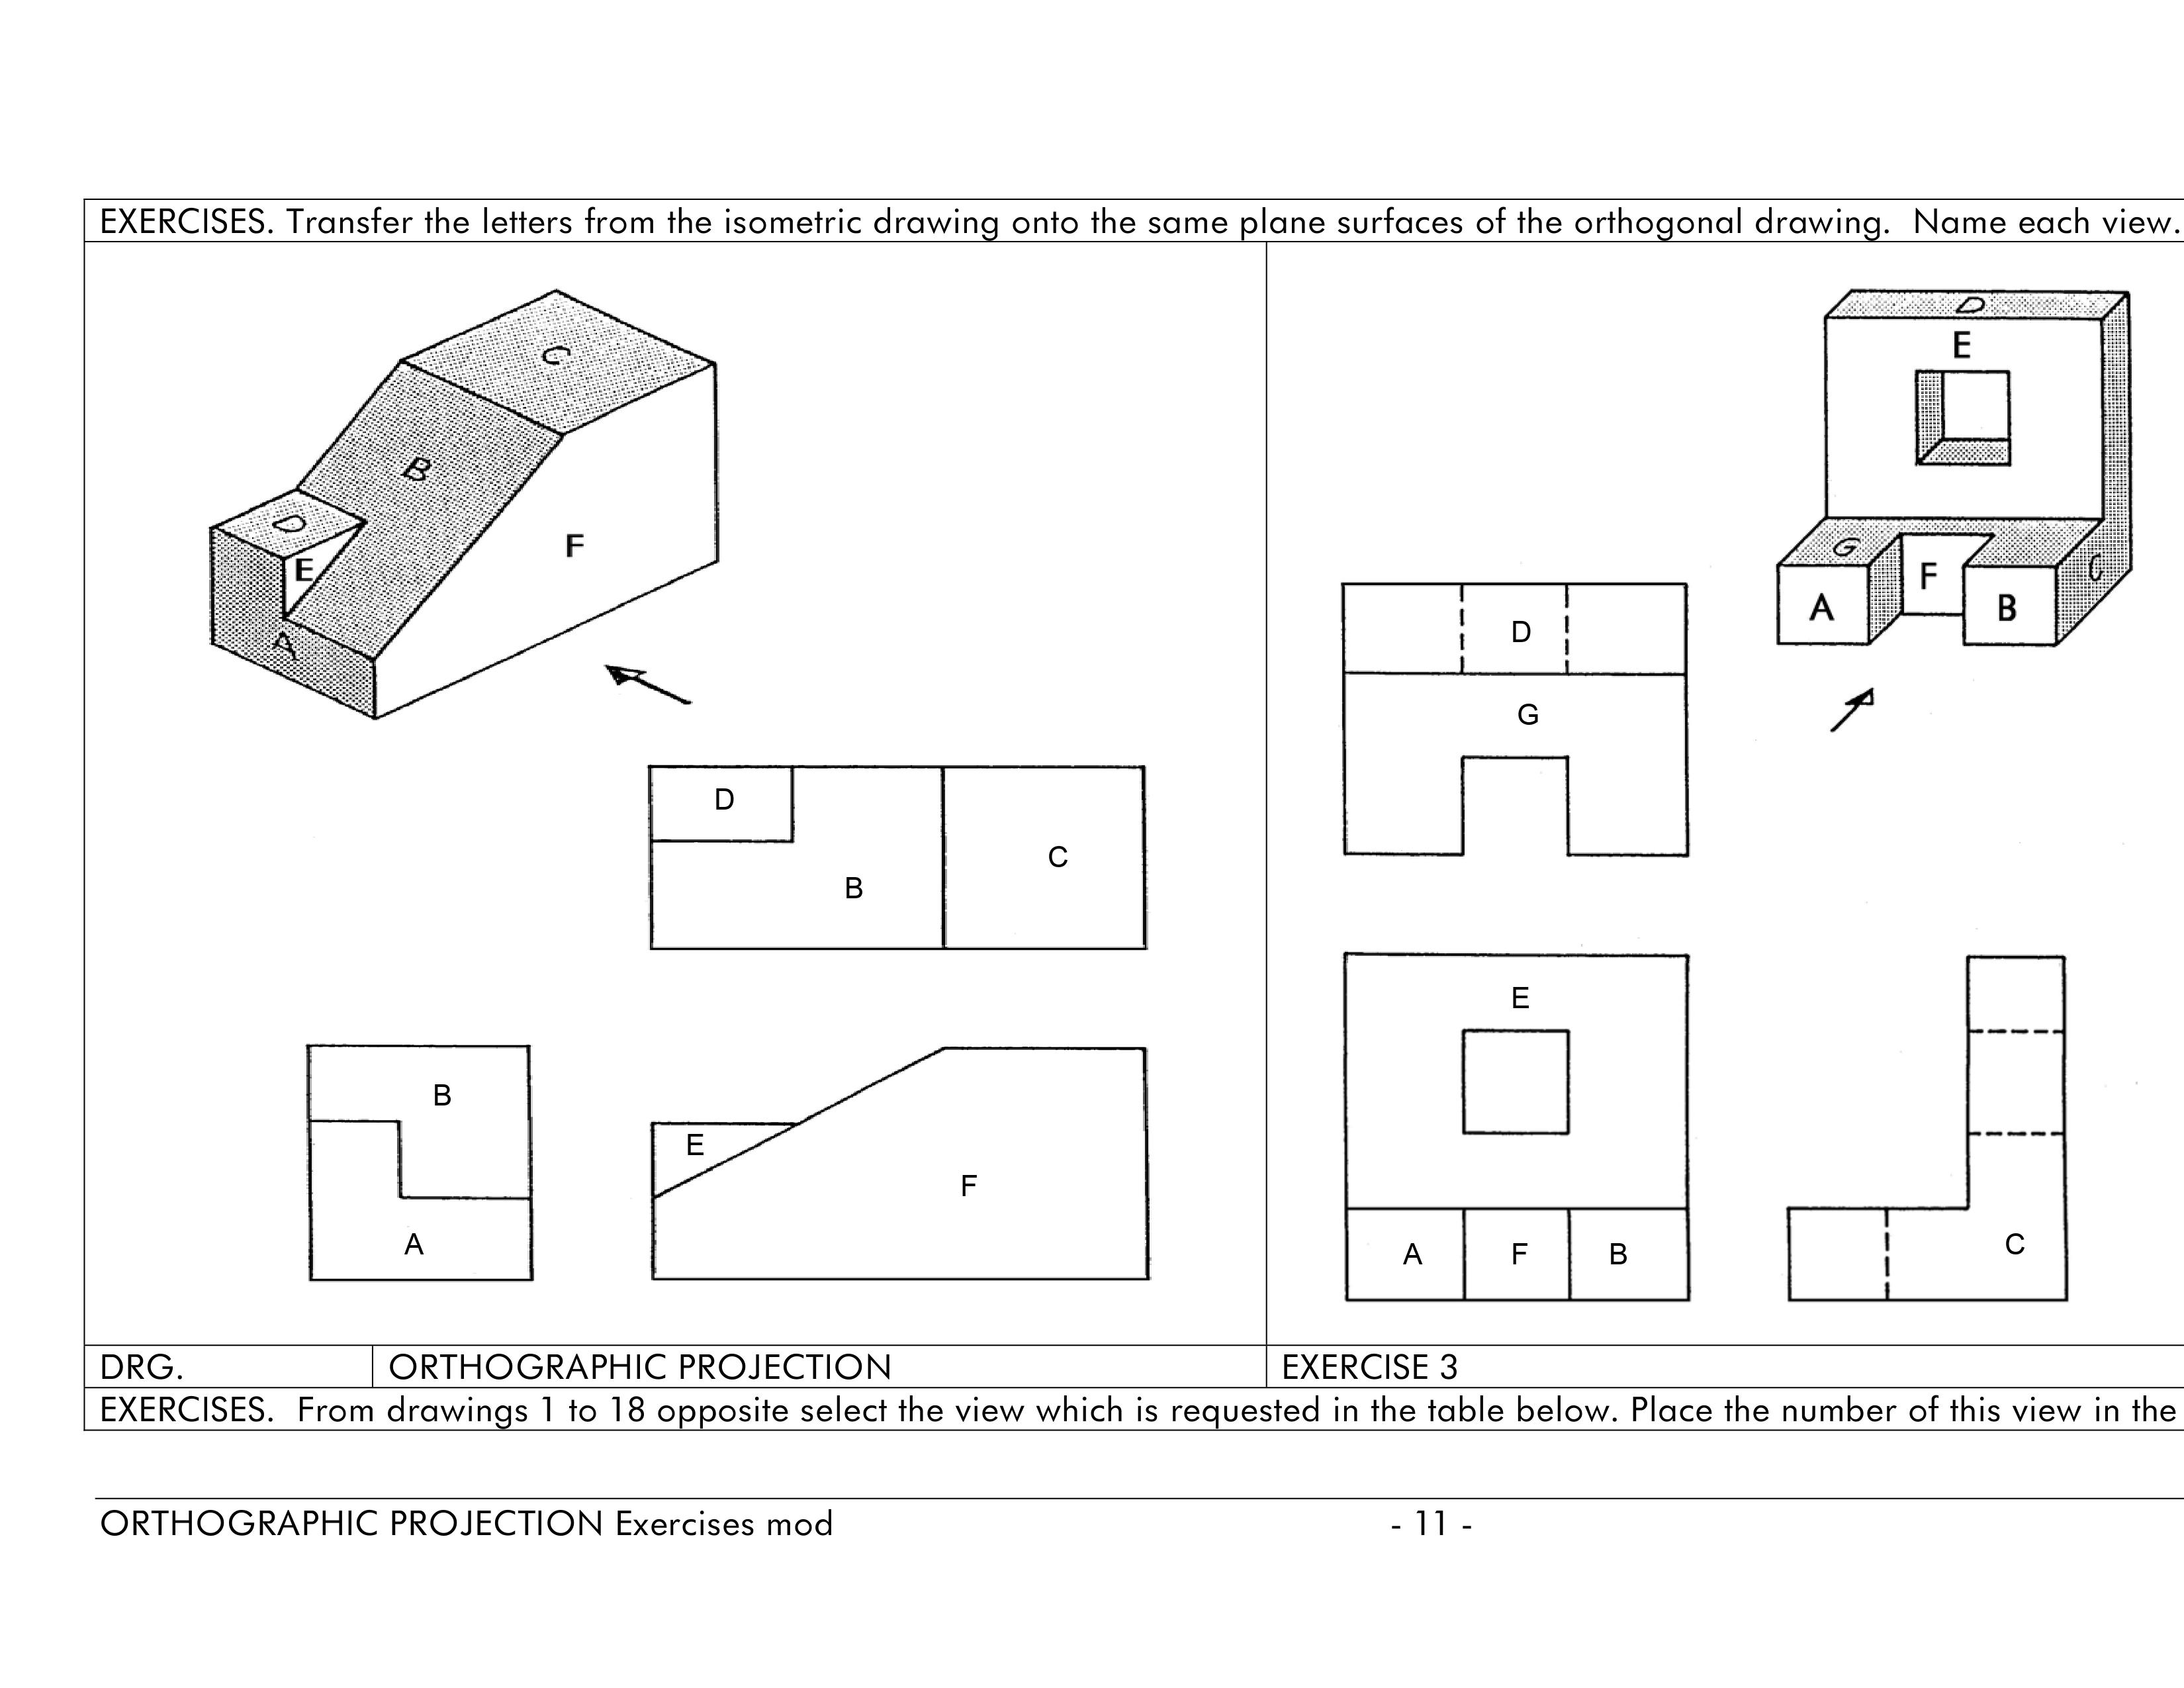 EXERCISES. Transfer the letters from the isometric drawing onto the same plane surfaces of the orthogonal drawing.  Name each view.
C
B
D
E
A
F
D
E
G
F
C
A
B
D
C
B
B
A
E
F
D
G
E
A
F
B
C
DRG.
ORTHOGRAPHIC PROJECTION
EXERCISE 3
EXERCISES.  From drawings 1 to 18 opposite select the view which is requested in the table below. Place the number of this view in the
ORTHOGRAPHIC PROJECTION Exercises mod
- 11 -